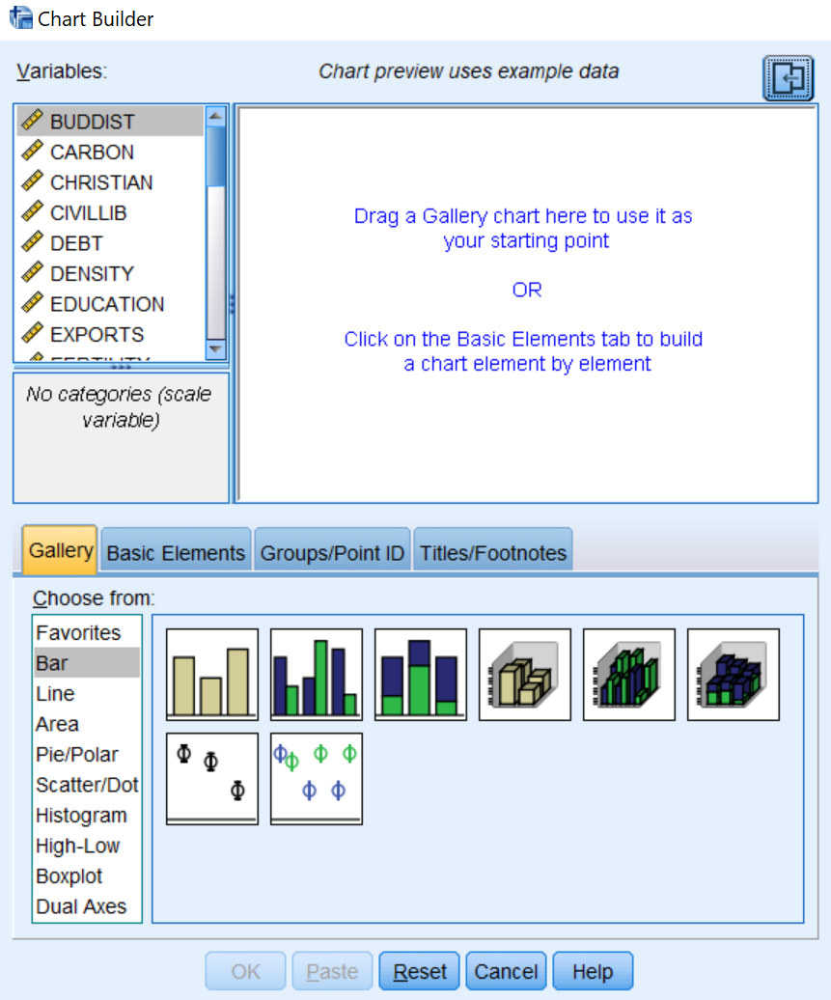 Chart Builder
Variables:
Chart preview uses example data
BUDDIST
CARBON
CHRISTIAN
CIVILLIB
DEBT
DENSITY
EDUCATION
EXPORTS
FERTILITY
No categories (scale
variable)
Drag a Gallery chart here to use it as
your starting point
OR
Click on the Basic Elements tab to build
a chart element by element
Gallery Basic Elements Groups/Point ID Titles/Footnotes
Choose from:
Favorites
Bar
Line
Area
Pie/Polar
Scatter/Dot
Histogram
High-Low
Boxplot
Dual Axes
OK Paste Reset Cancel Help